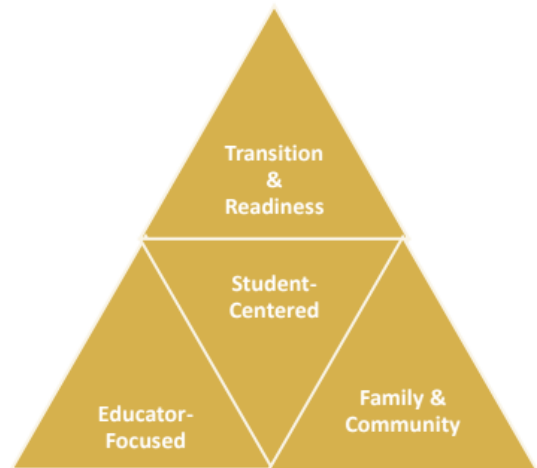 Transition
&
Readiness
Student-
Centered
Educator-
Focused
Family &
Community